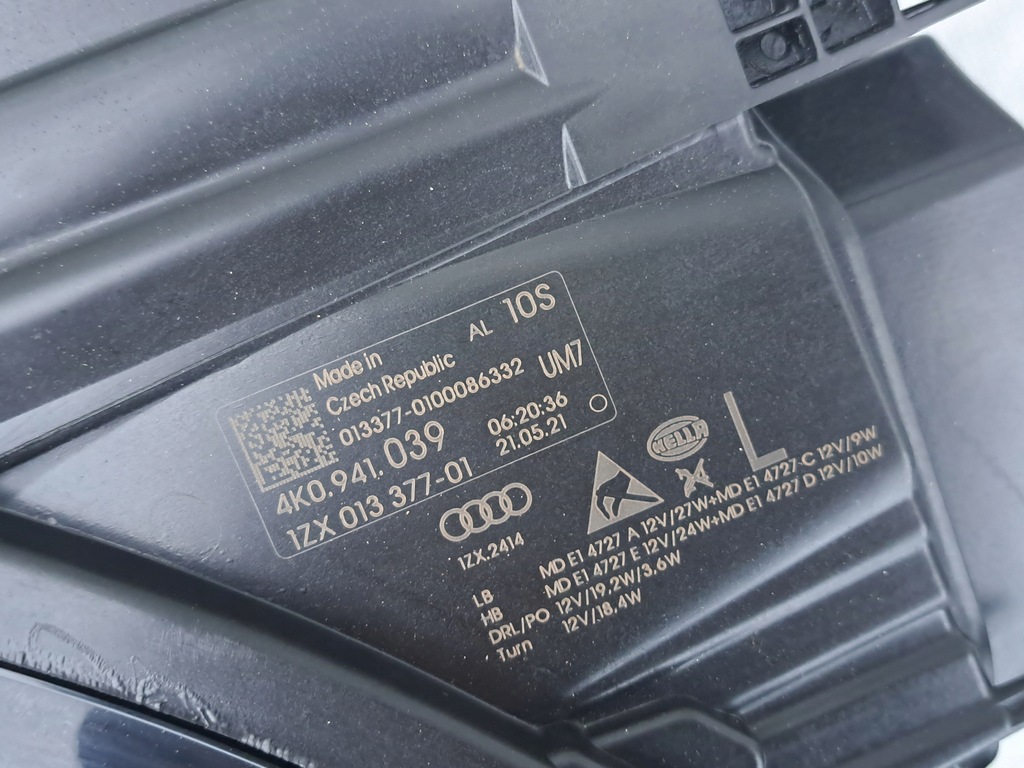 Made in
Czech Republic
AL 10S
013377-0100086332 UM7
4K0.941.039 06:20:36
1ZX 013 377-01 21.05.21
1ZX.2414
HELLA
L
LB MD E1 4727 A 12V/27W+MD E1 4727-C 12V/9W
HB MD E1 4727 E 12V/24W+MD E1 4727 D 12V/10W
DRL/PO 12V/19,2W/3,6W
Turn 12V/.18,4W